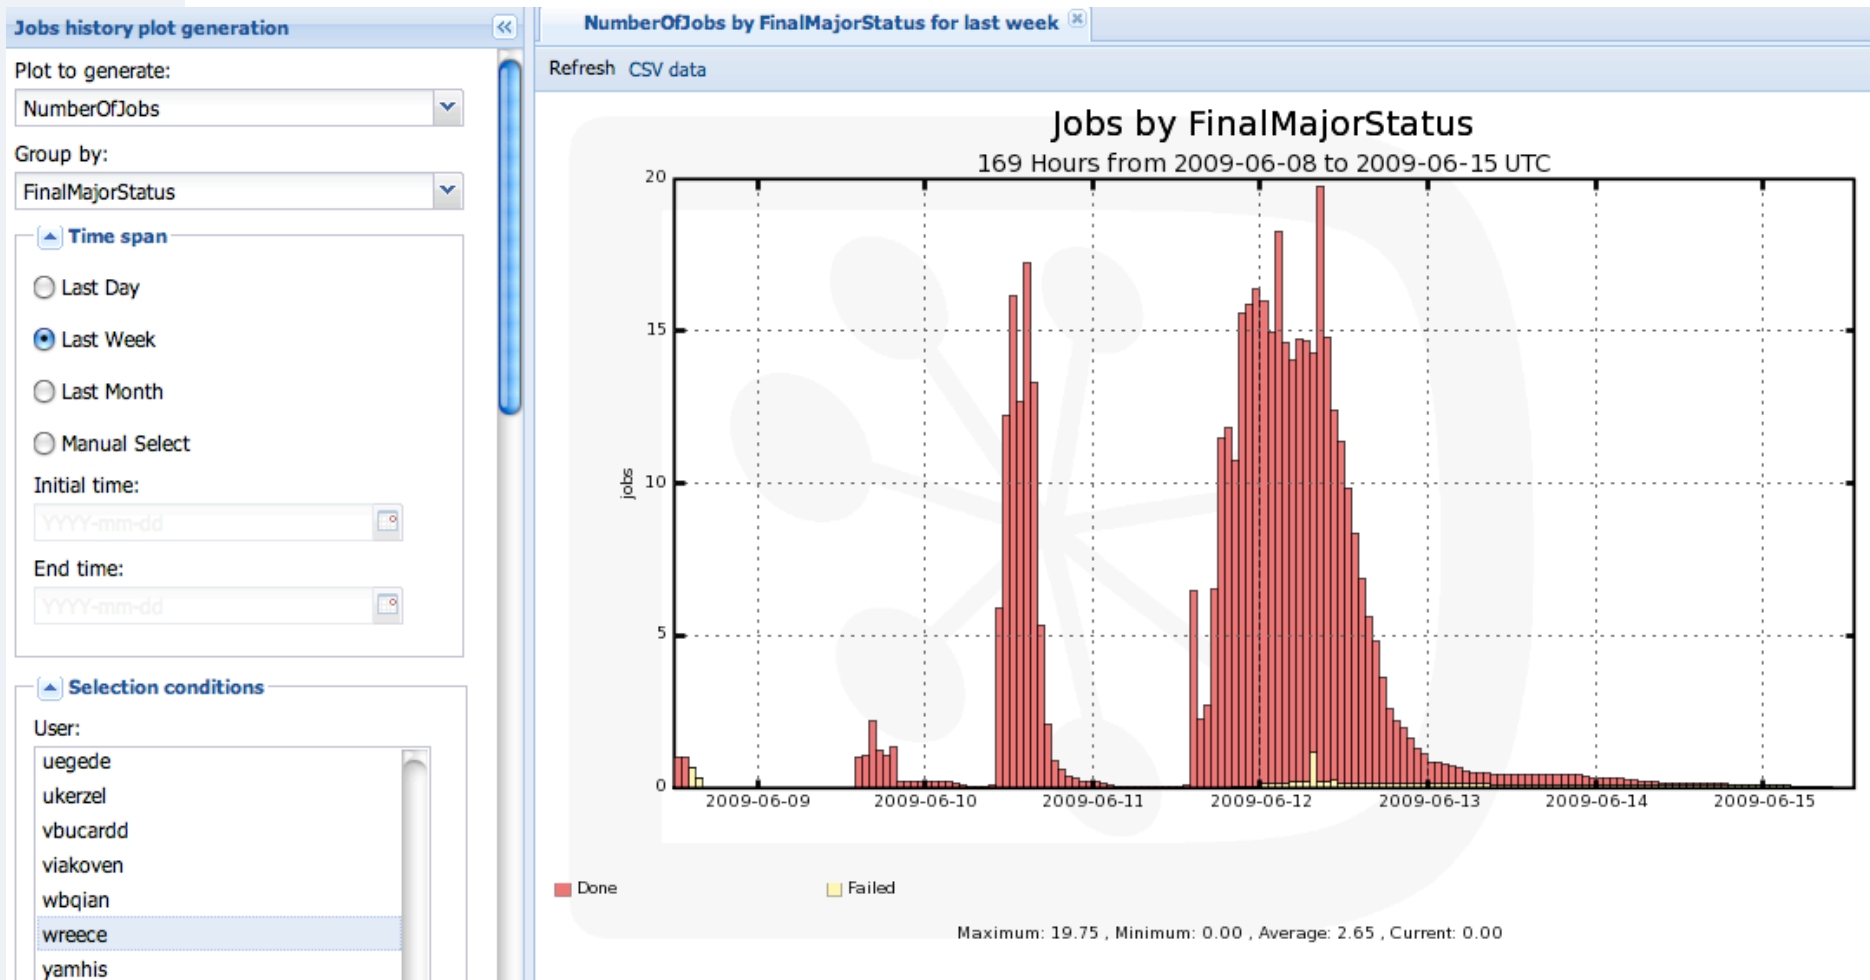 Jobs history plot generation
Plot to generate:
NumberOfJobs
Group by:
FinalMajorStatus
Time span
Last Day
Last Week
Last Month
Manual Select
Initial time:
YYYY-mm-dd
End time:
YYYY-mm-dd
Selection conditions
User:
uegede
ukerzel
vbucardd
viakoven
wbqian
wreece
yamhis
NumberOfJobs by FinalMajorStatus for last week
Refresh CSV data
Jobs by FinalMajorStatus
169 Hours from 2009-06-08 to 2009-06-15 UTC
20
15
10
5
0
jobs
2009-06-09 2009-06-10 2009-06-11 2009-06-12 2009-06-13 2009-06-14 2009-06-15
Done Failed
Maximum: 19.75 , Minimum: 0.00 , Average: 2.65 , Current: 0.00